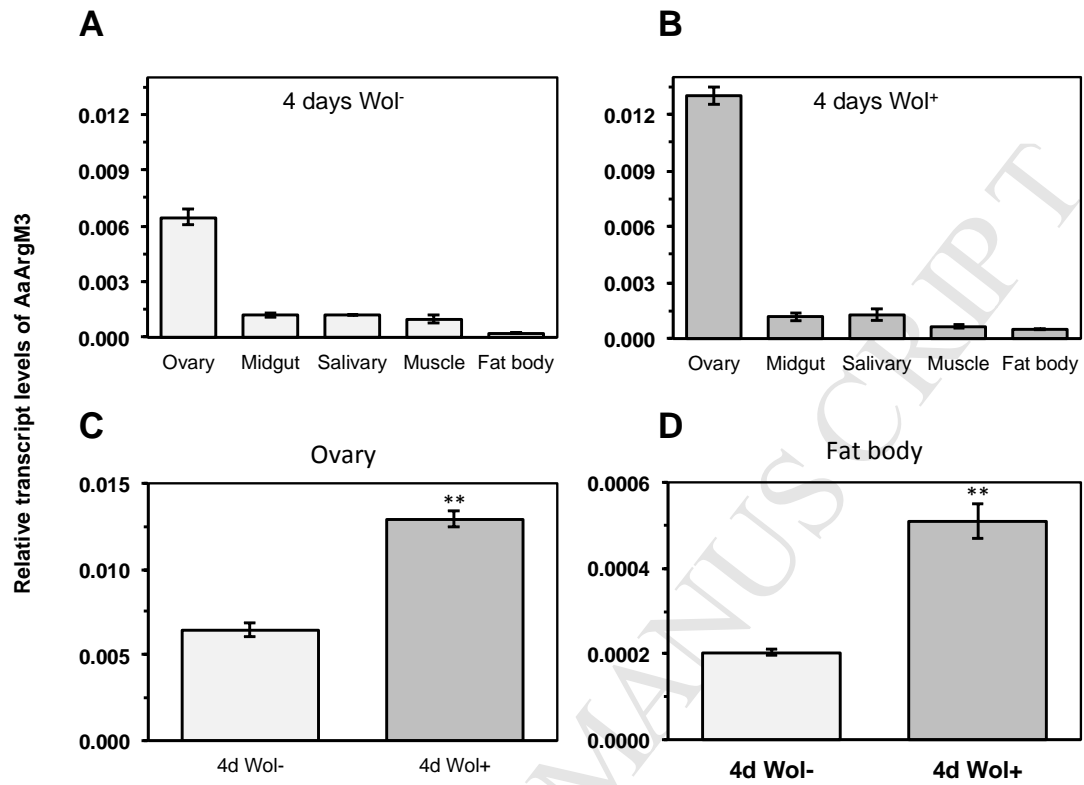 A
B
Relative transcript levels of AaArgM3
4 days Wol⁻
0.012
0.009
0.006
0.003
0.000
Ovary Midgut Salivary Muscle Fat body
4 days Wol⁺
0.012
0.009
0.006
0.003
0.000
Ovary Midgut Salivary Muscle Fat body
C
D
Ovary
0.015
0.010
0.005
0.000
**
4d Wol- 4d Wol+
Fat body
0.0006
0.0004
0.0002
0.0000
**
4d Wol- 4d Wol+
MANUSCRIPT